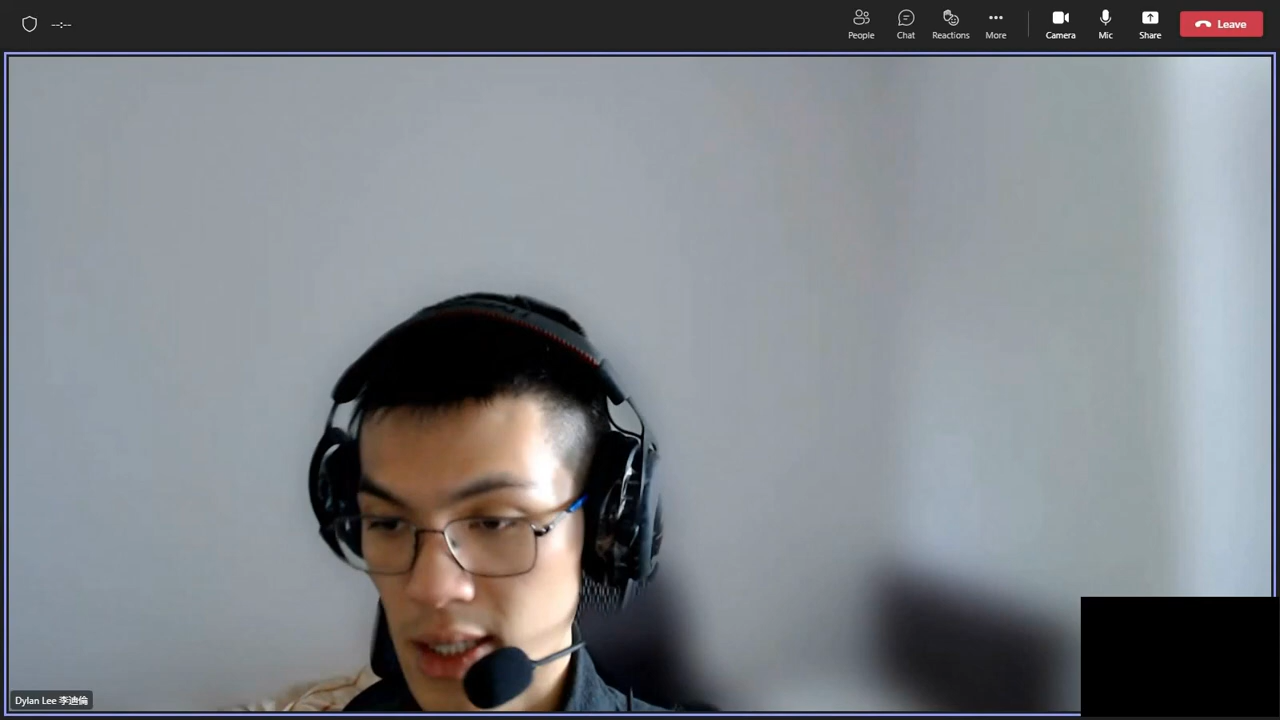 --:--
People
Chat
Reactions
More
Camera
Mic
Share
Leave
Dylan Lee 李迪倫